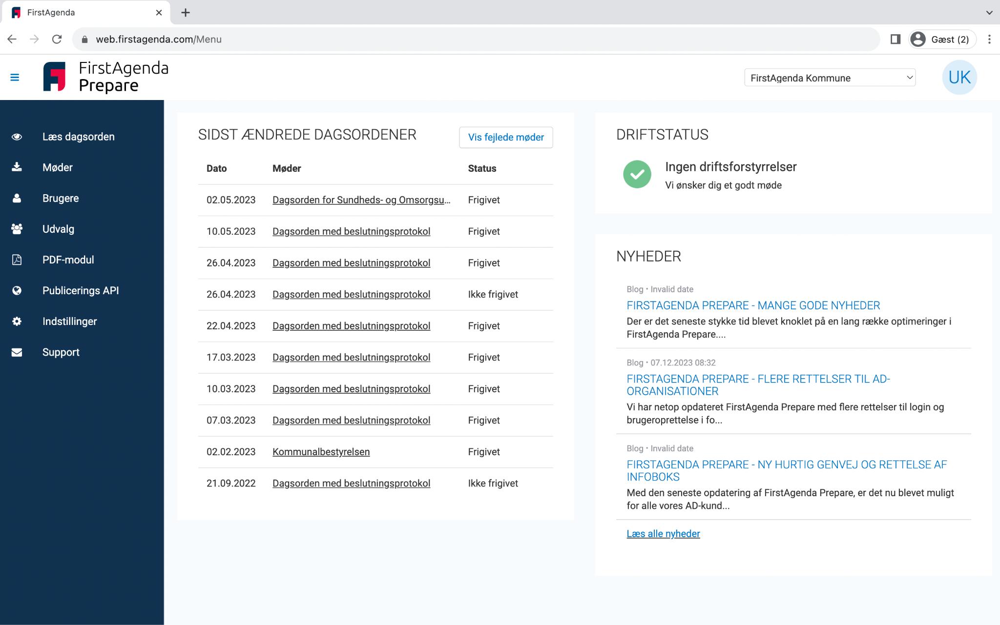 FirstAgenda
web.firstagenda.com/Menu
Gæst (2)
FirstAgenda
Prepare
FirstAgenda Kommune
UK
Læs dagsorden
Møder
Brugere
Udvalg
PDF-modul
Publicerings API
Indstillinger
Support
SIDST ÆNDREDE DAGSORDENER
Vis fejlede møder
Dato Møder Status
02.05.2023 Dagsorden for Sundheds- og Omsorgsu... Frigivet
10.05.2023 Dagsorden med beslutningsprotokol Frigivet
26.04.2023 Dagsorden med beslutningsprotokol Frigivet
26.04.2023 Dagsorden med beslutningsprotokol Ikke frigivet
22.04.2023 Dagsorden med beslutningsprotokol Frigivet
17.03.2023 Dagsorden med beslutningsprotokol Frigivet
10.03.2023 Dagsorden med beslutningsprotokol Frigivet
07.03.2023 Dagsorden med beslutningsprotokol Frigivet
02.02.2023 Kommunalbestyrelsen Frigivet
21.09.2022 Dagsorden med beslutningsprotokol Ikke frigivet
DRIFTSTATUS
Ingen driftsforstyrrelser
Vi ønsker dig et godt møde
NYHEDER
Blog • Invalid date
FIRSTAGENDA PREPARE - MANGE GODE NYHEDER
Der er det seneste stykke tid blevet knoklet på en lang række optimeringer i
FirstAgenda Prepare....
Blog • 07.12.2023 08:32
FIRSTAGENDA PREPARE - FLERE RETTELSER TIL AD-
ORGANISATIONER
Vi har netop opdateret FirstAgenda Prepare med flere rettelser til login og
brugeroprettelse i fo...
Blog • Invalid date
FIRSTAGENDA PREPARE - NY HURTIG GENVEJ OG RETTELSE AF
INFOBOKS
Med den seneste opdatering af FirstAgenda Prepare, er det nu blevet muligt
for alle vores AD-kund...
Læs alle nyheder